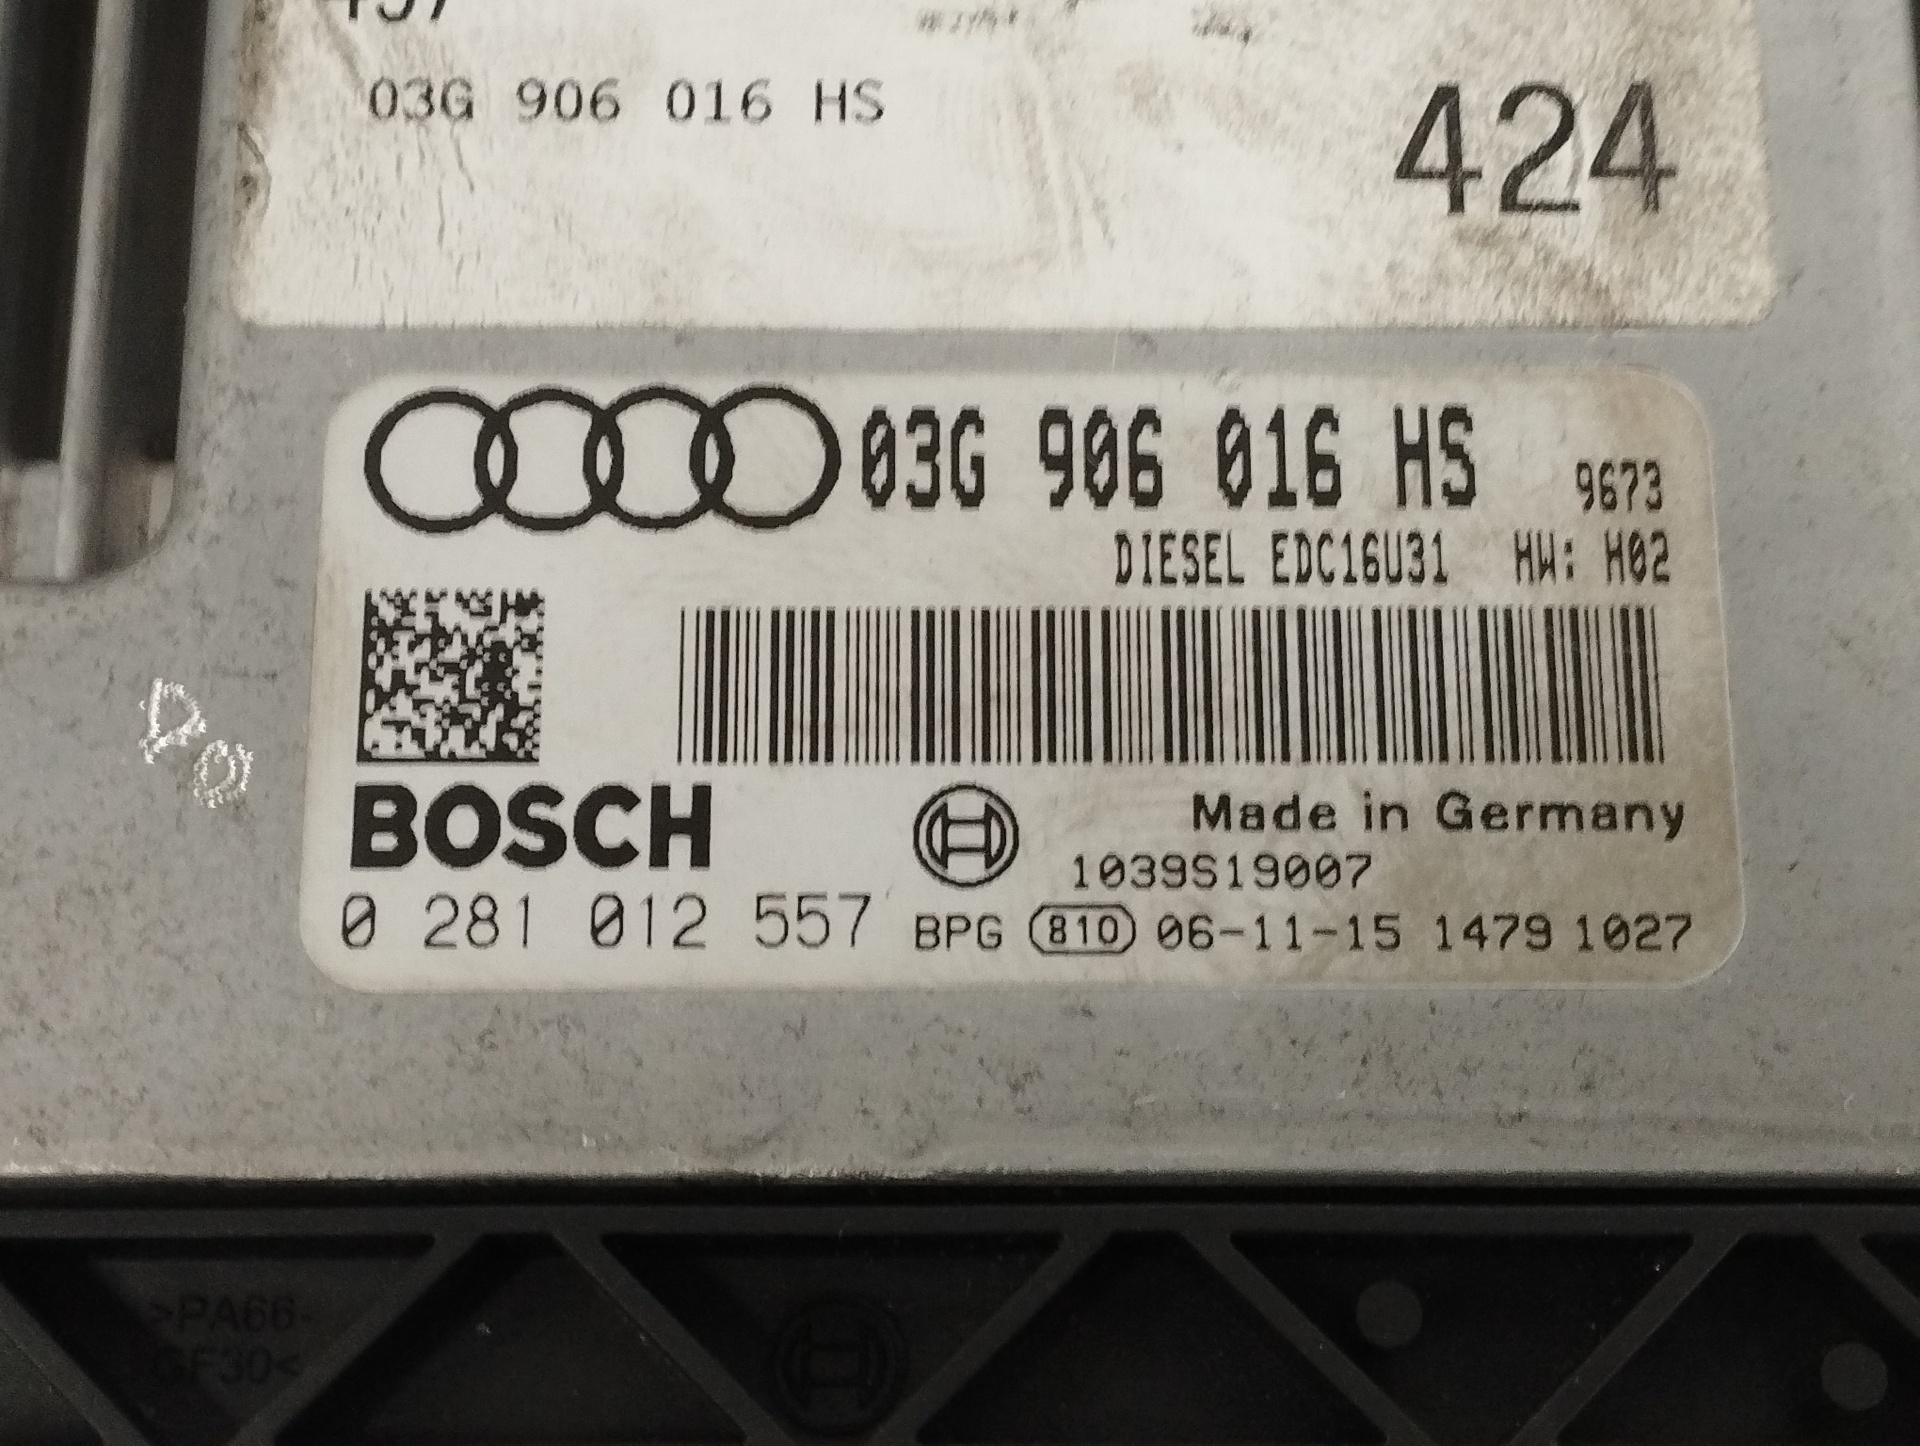 03G 906 016 HS
424
03G 906 016 HS 9673
DIESEL EDC16U31 HW: H02
BOSCH
Made in Germany
1039S19007
0 281 012 557 BPG 810 06-11-15 1479 1027
>PA66-
GF30<